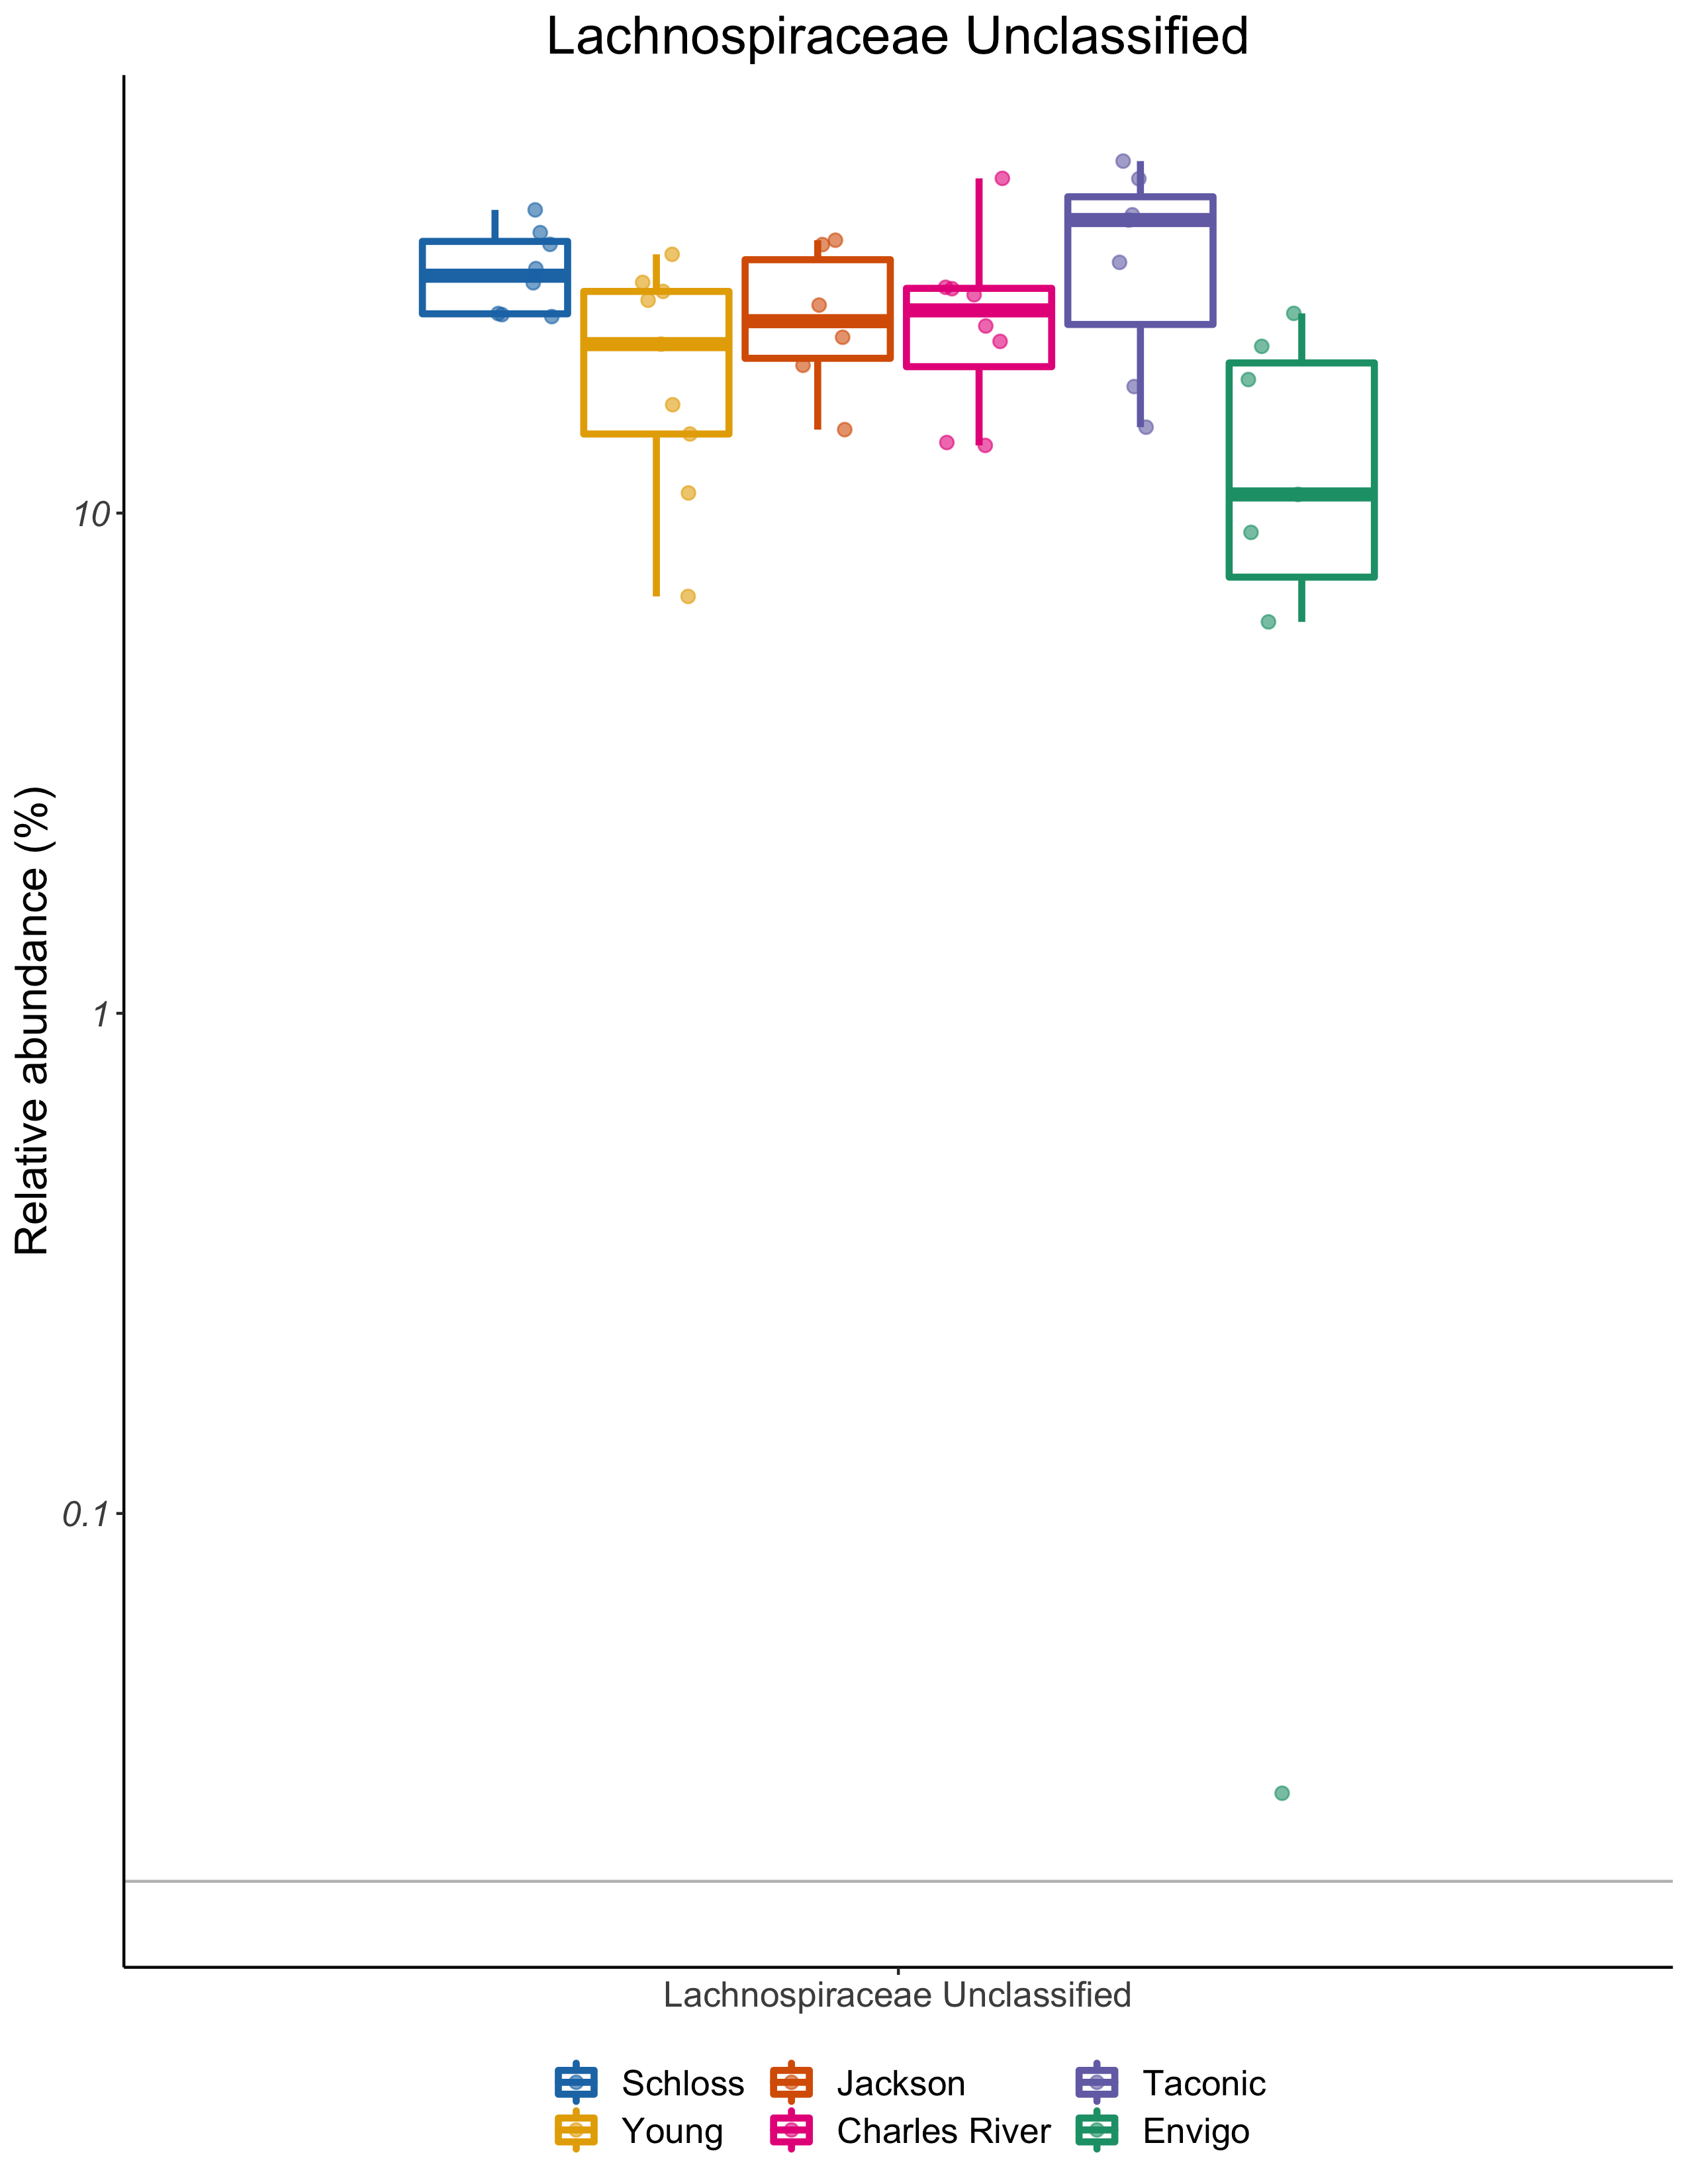 Lachnospiraceae Unclassified
Relative abundance (%)
10
1
0.1
Lachnospiraceae Unclassified
Schloss Jackson Taconic
Young Charles River Envigo